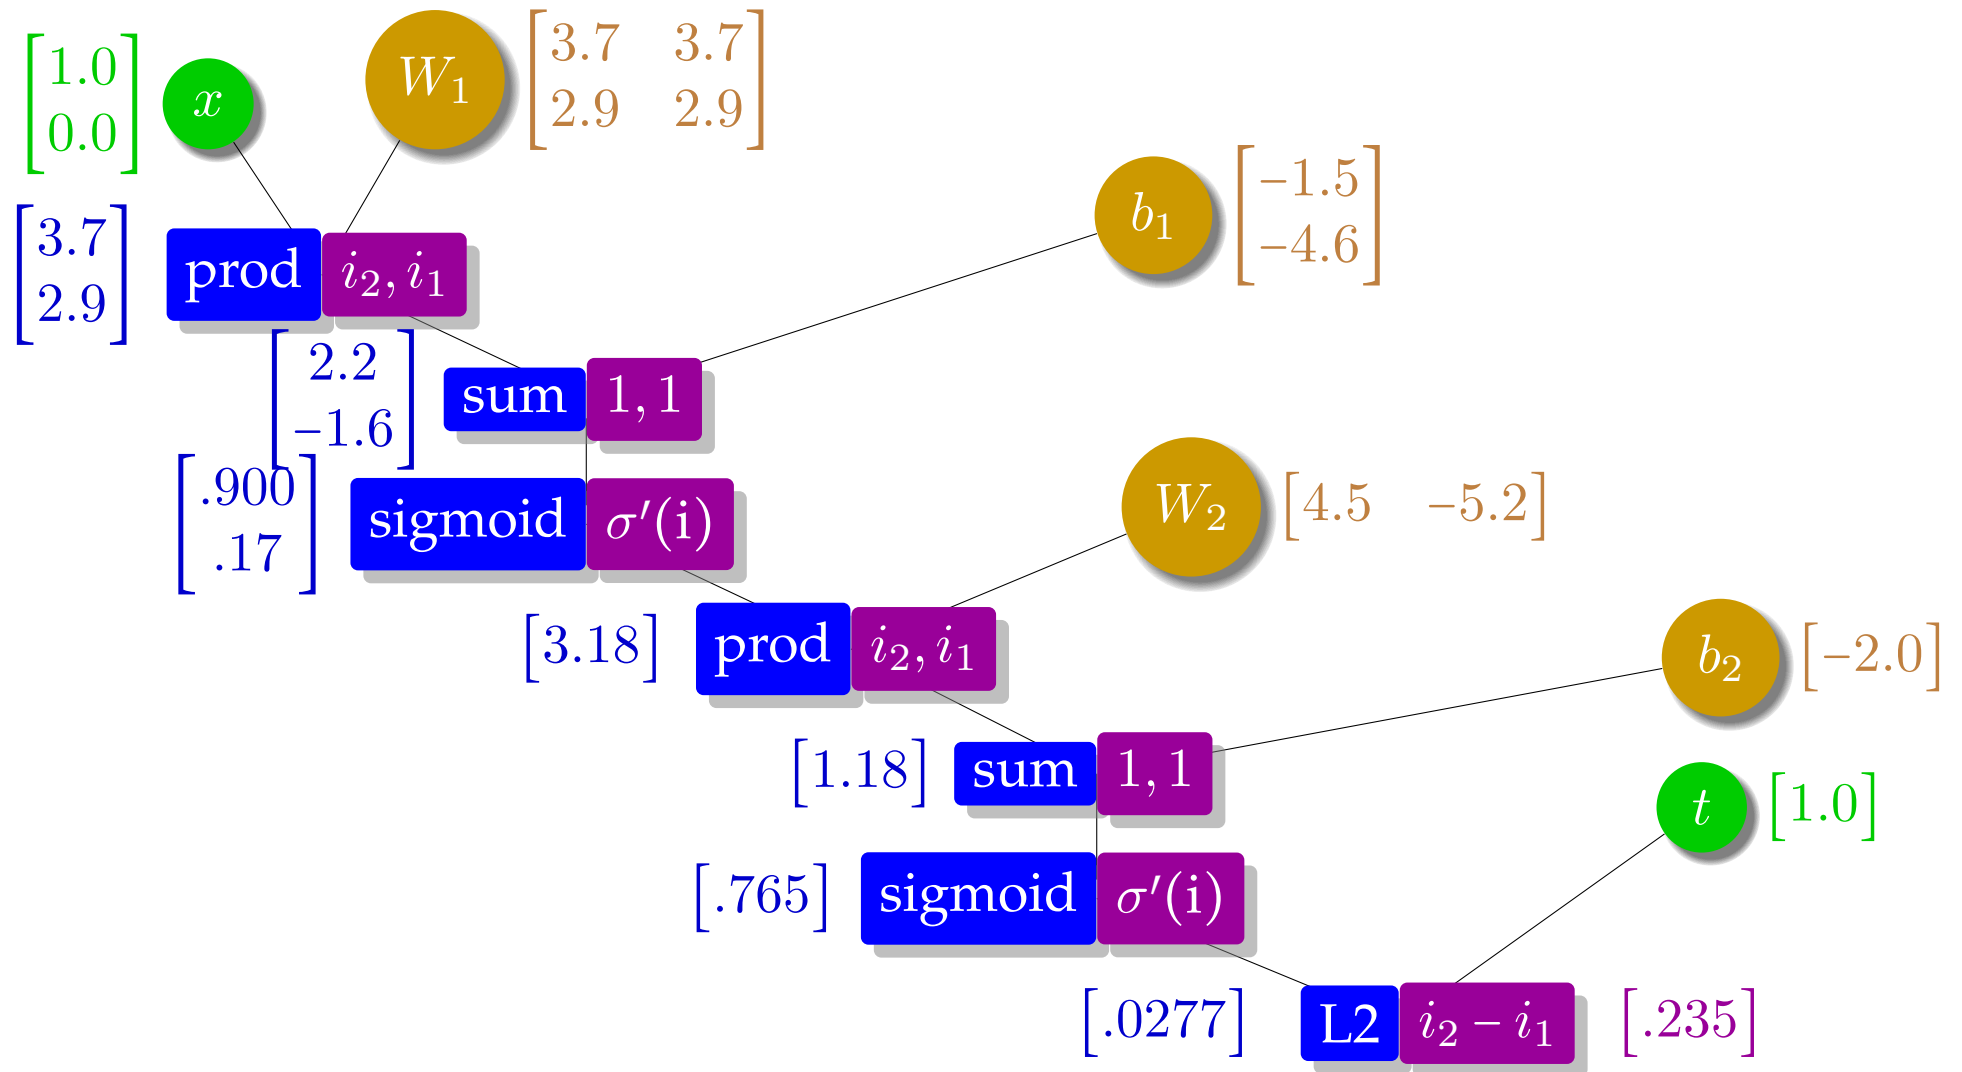 [1.0
0.0]
x
W₁
[3.7 3.7
2.9 2.9]
b₁
[–1.5
–4.6]
[3.7
2.9]
prod i₂, i₁
[2.2
–1.6]
sum 1, 1
[.900
.17]
sigmoid σ′(i)
W₂
[4.5 –5.2]
[3.18]
prod i₂, i₁
b₂
[–2.0]
[1.18]
sum 1, 1
t
[1.0]
[.765]
sigmoid σ′(i)
[.0277]
L2 i₂ – i₁
[.235]